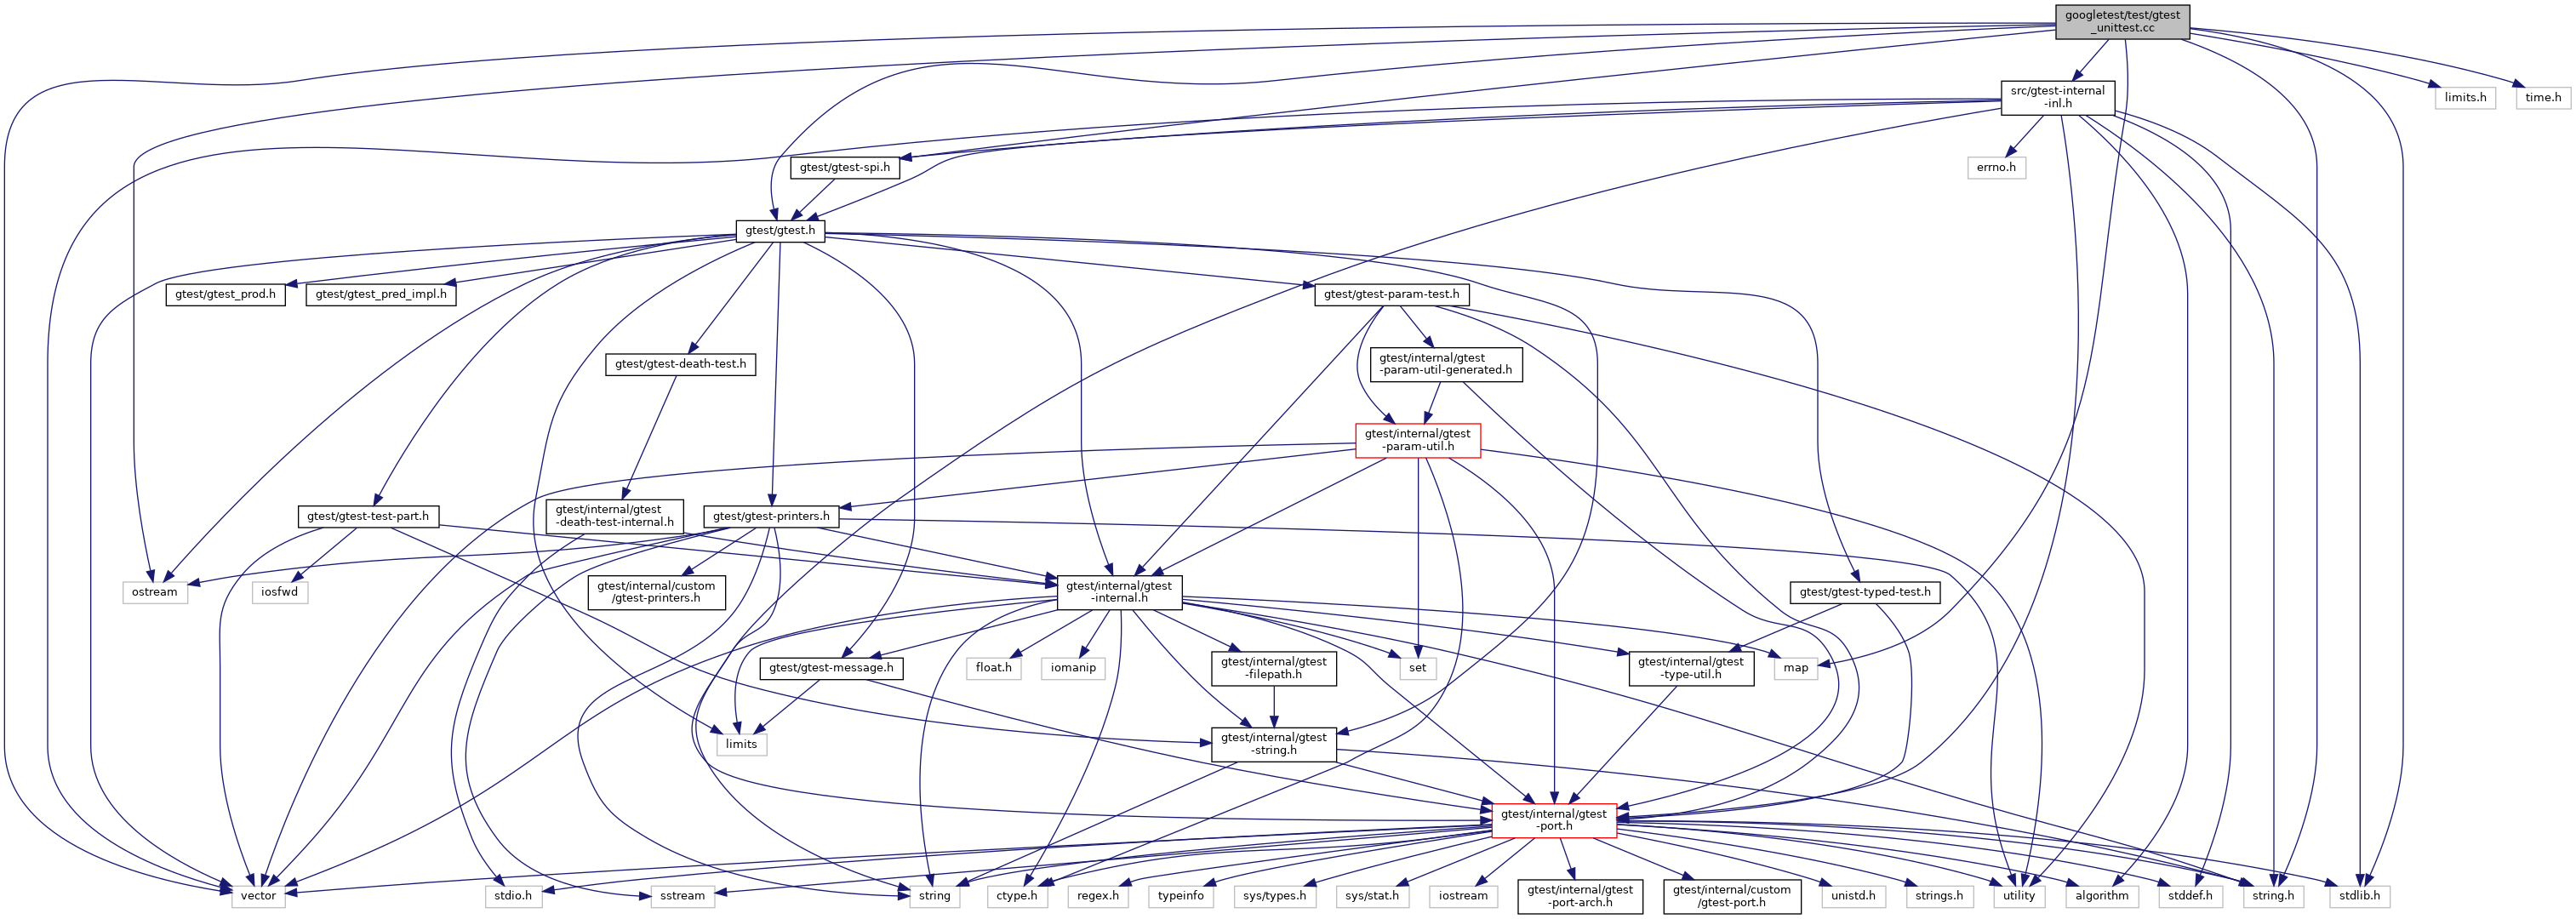 googletest/test/gtest
_unittest.cc
src/gtest-internal
-inl.h
limits.h
time.h
gtest/gtest-spi.h
errno.h
gtest/gtest.h
gtest/gtest_prod.h
gtest/gtest_pred_impl.h
gtest/gtest-param-test.h
gtest/gtest-death-test.h
gtest/internal/gtest
-param-util-generated.h
gtest/internal/gtest
-param-util.h
gtest/gtest-test-part.h
gtest/internal/gtest
-death-test-internal.h
gtest/gtest-printers.h
ostream
iosfwd
gtest/internal/custom
/gtest-printers.h
gtest/internal/gtest
-internal.h
gtest/gtest-typed-test.h
gtest/gtest-message.h
float.h
iomanip
gtest/internal/gtest
-filepath.h
set
gtest/internal/gtest
-type-util.h
map
limits
gtest/internal/gtest
-string.h
gtest/internal/gtest
-port.h
vector
stdio.h
sstream
string
ctype.h
regex.h
typeinfo
sys/types.h
sys/stat.h
iostream
gtest/internal/gtest
-port-arch.h
gtest/internal/custom
/gtest-port.h
unistd.h
strings.h
utility
algorithm
stddef.h
string.h
stdlib.h